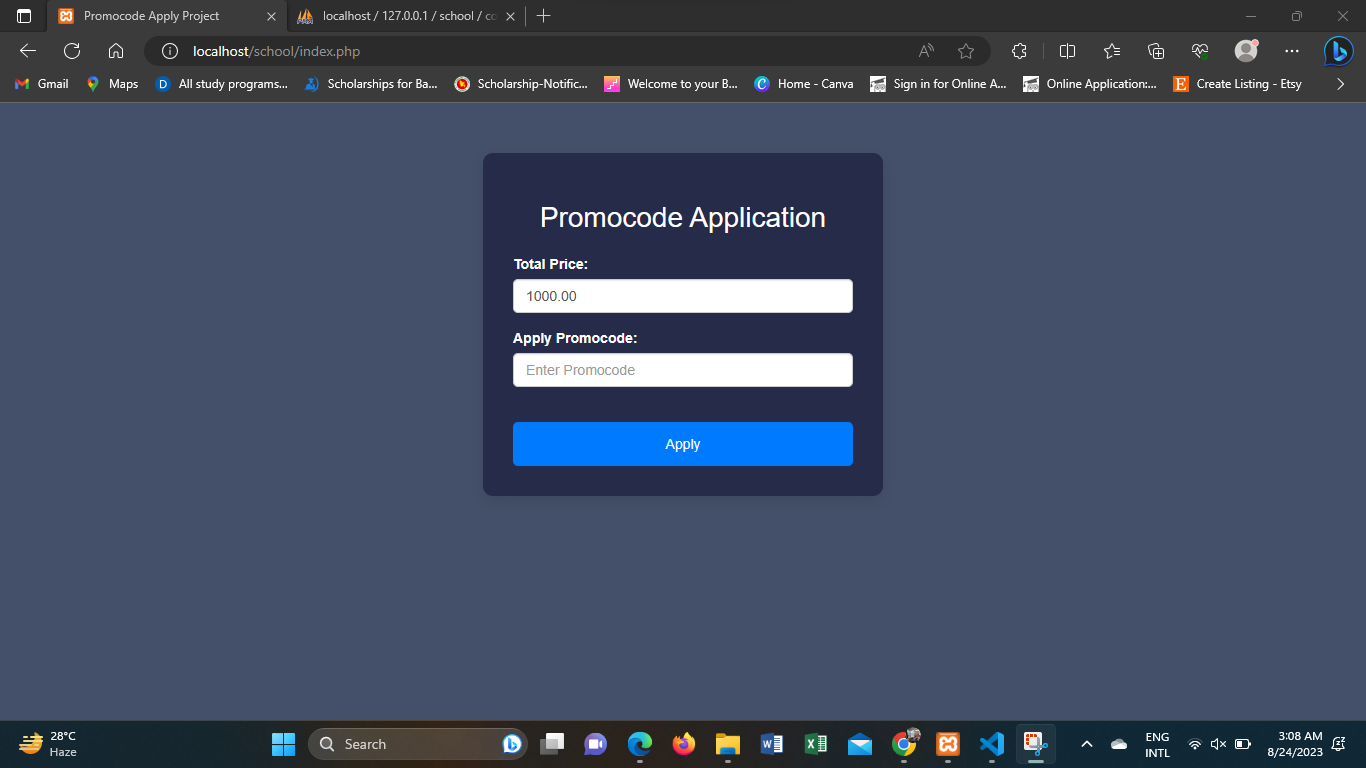 Promocode Apply Project
localhost / 127.0.0.1 / school / co
localhost/school/index.php
Gmail
Maps
All study programs...
Scholarships for Ba...
Scholarship-Notific...
Welcome to your B...
Home - Canva
Sign in for Online A...
Online Application:...
Create Listing - Etsy
Promocode Application
Total Price:
1000.00
Apply Promocode:
Enter Promocode
Apply
28°C
Haze
Search
ENG
INTL
3:08 AM
8/24/2023